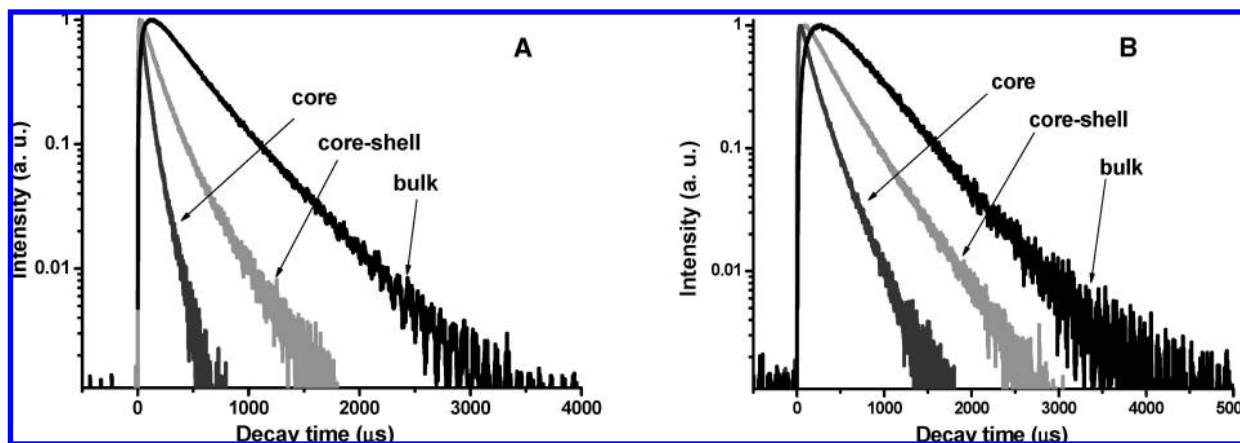 A
1
0.1
0.01
Intensity (a. u.)
core
core-shell
bulk
0 1000 2000 3000 4000
Decay time (µs)
B
1
0.1
0.01
Intensity (a. u.)
core
core-shell
bulk
0 1000 2000 3000 4000 500
Decay time (µs)